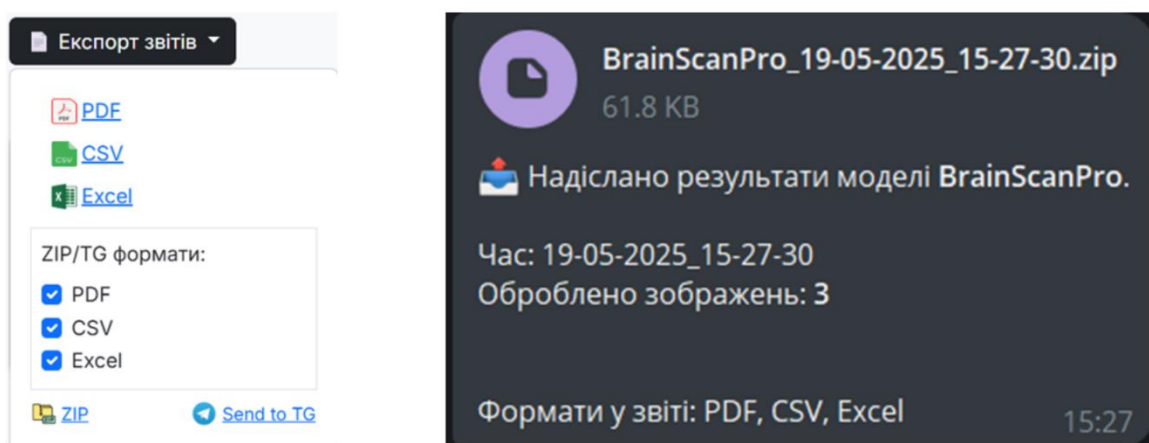 Експорт звітів
PDF
CSV
Excel
ZIP/TG формати:
PDF
CSV
Excel
ZIP
Send to TG
BrainScanPro_19-05-2025_15-27-30.zip
61.8 KB
Надіслано результати моделі BrainScanPro.
Час: 19-05-2025_15-27-30
Оброблено зображень: 3
Формати у звіті: PDF, CSV, Excel
15:27